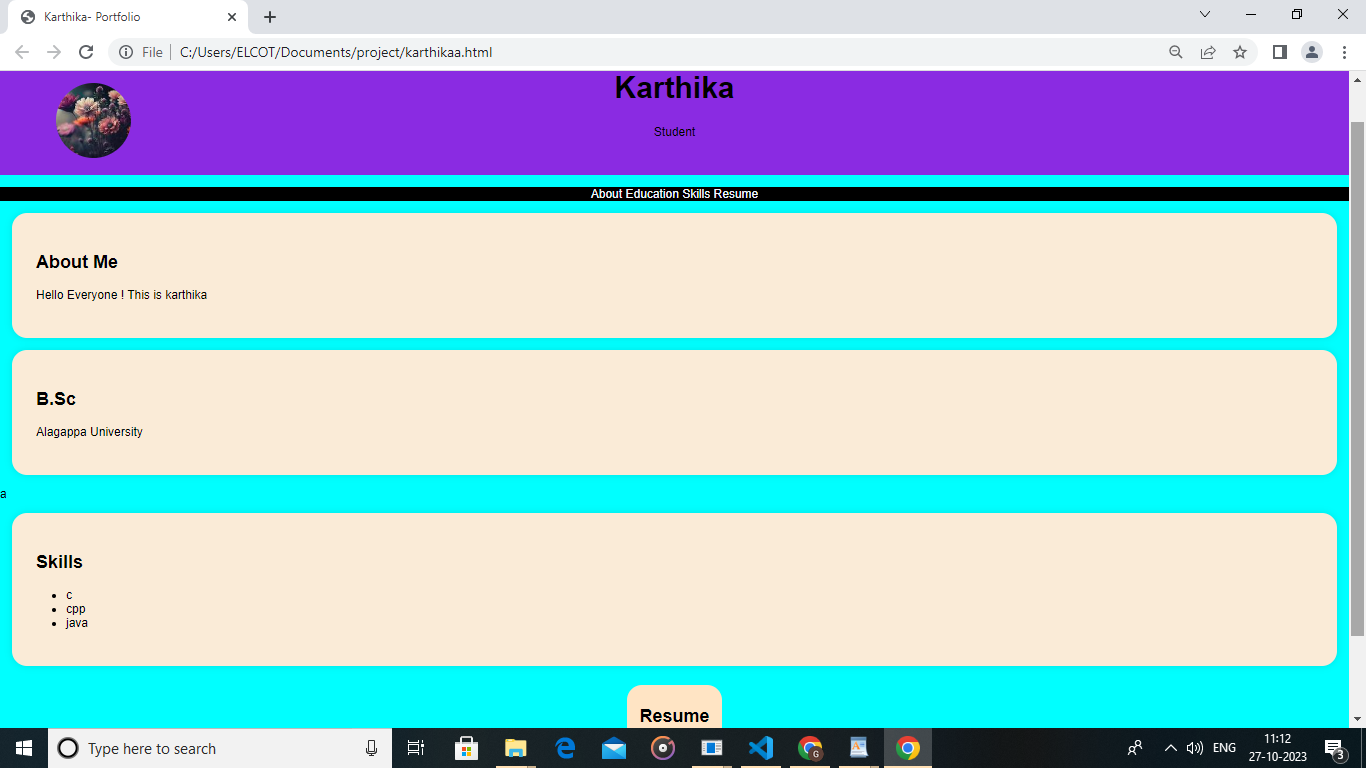 Karthika- Portfolio
File
C:/Users/ELCOT/Documents/project/karthikaa.html
Karthika
Student
About Education Skills Resume
About Me
Hello Everyone ! This is karthika
B.Sc
Alagappa University
a
Skills
c
cpp
java
Resume
Type here to search
G
ENG
11:12
27-10-2023
3